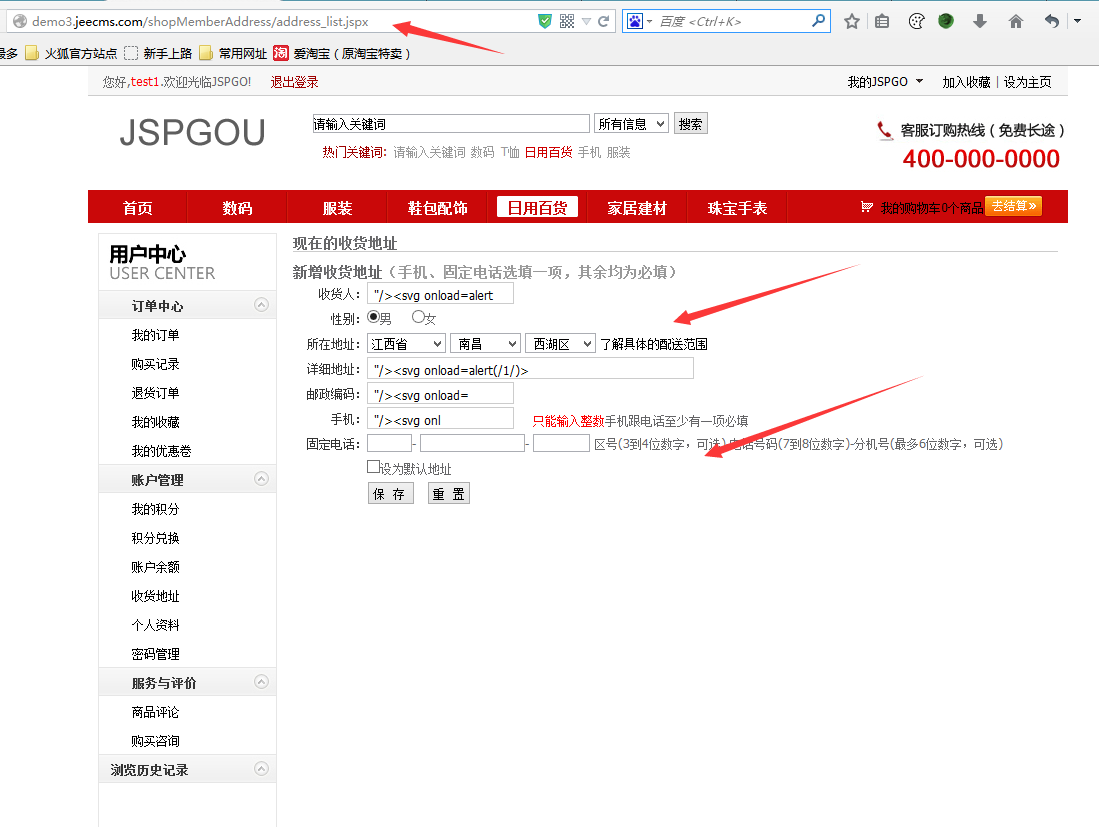 demo3.jeecms.com/shopMemberAddress/address_list.jspx
百度 <Ctrl+K>
最多 火狐官方站点 新手上路 常用网址 淘 爱淘宝（原淘宝特卖）
您好,test1.欢迎光临JSPGO! 退出登录 我的JSPGO 加入收藏 | 设为主页
JSPGOU
请输入关键词 所有信息 搜索
热门关键词: 请输入关键词 数码 T恤 日用百货 手机 服装
客服订购热线（免费长途）
400-000-0000
首页 数码 服装 鞋包配饰 日用百货 家居建材 珠宝手表 我的购物车0个商品 去结算»
用户中心
USER CENTER
订单中心
我的订单
购买记录
退货订单
我的收藏
我的优惠卷
账户管理
我的积分
积分兑换
账户余额
收货地址
个人资料
密码管理
服务与评价
商品评论
购买咨询
浏览历史记录
现在的收货地址
新增收货地址（手机、固定电话选填一项，其余均为必填）
收货人: "/><svg onload=alert
性别: 男 女
所在地址: 江西省 南昌 西湖区 了解具体的配送范围
详细地址: "/><svg onload=alert(/1/)>
邮政编码: "/><svg onload=
手机: "/><svg onl 只能输入整数手机跟电话至少有一项必填
固定电话: - - 区号(3到4位数字，可选)-电话号码(7到8位数字)-分机号(最多6位数字，可选)
设为默认地址
保 存 重 置